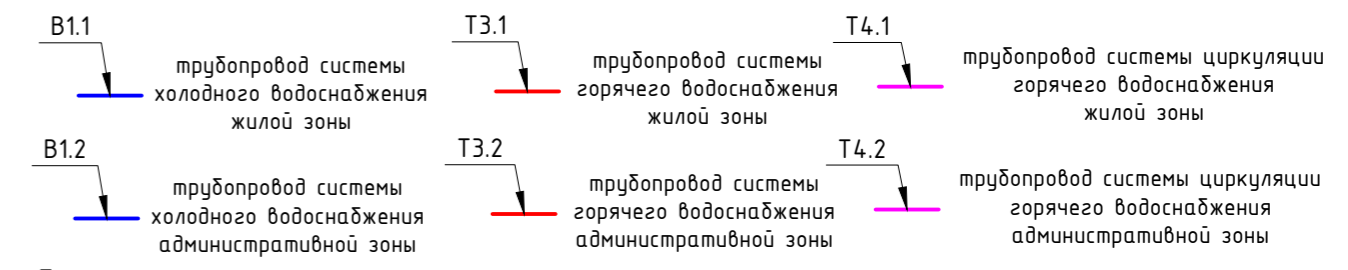 В1.1
трубопровод системы
холодного водоснабжения
жилой зоны
Т3.1
трубопровод системы
горячего водоснабжения
жилой зоны
Т4.1
трубопровод системы циркуляции
горячего водоснабжения
жилой зоны
В1.2
трубопровод системы
холодного водоснабжения
административной зоны
Т3.2
трубопровод системы
горячего водоснабжения
административной зоны
Т4.2
трубопровод системы циркуляции
горячего водоснабжения
административной зоны